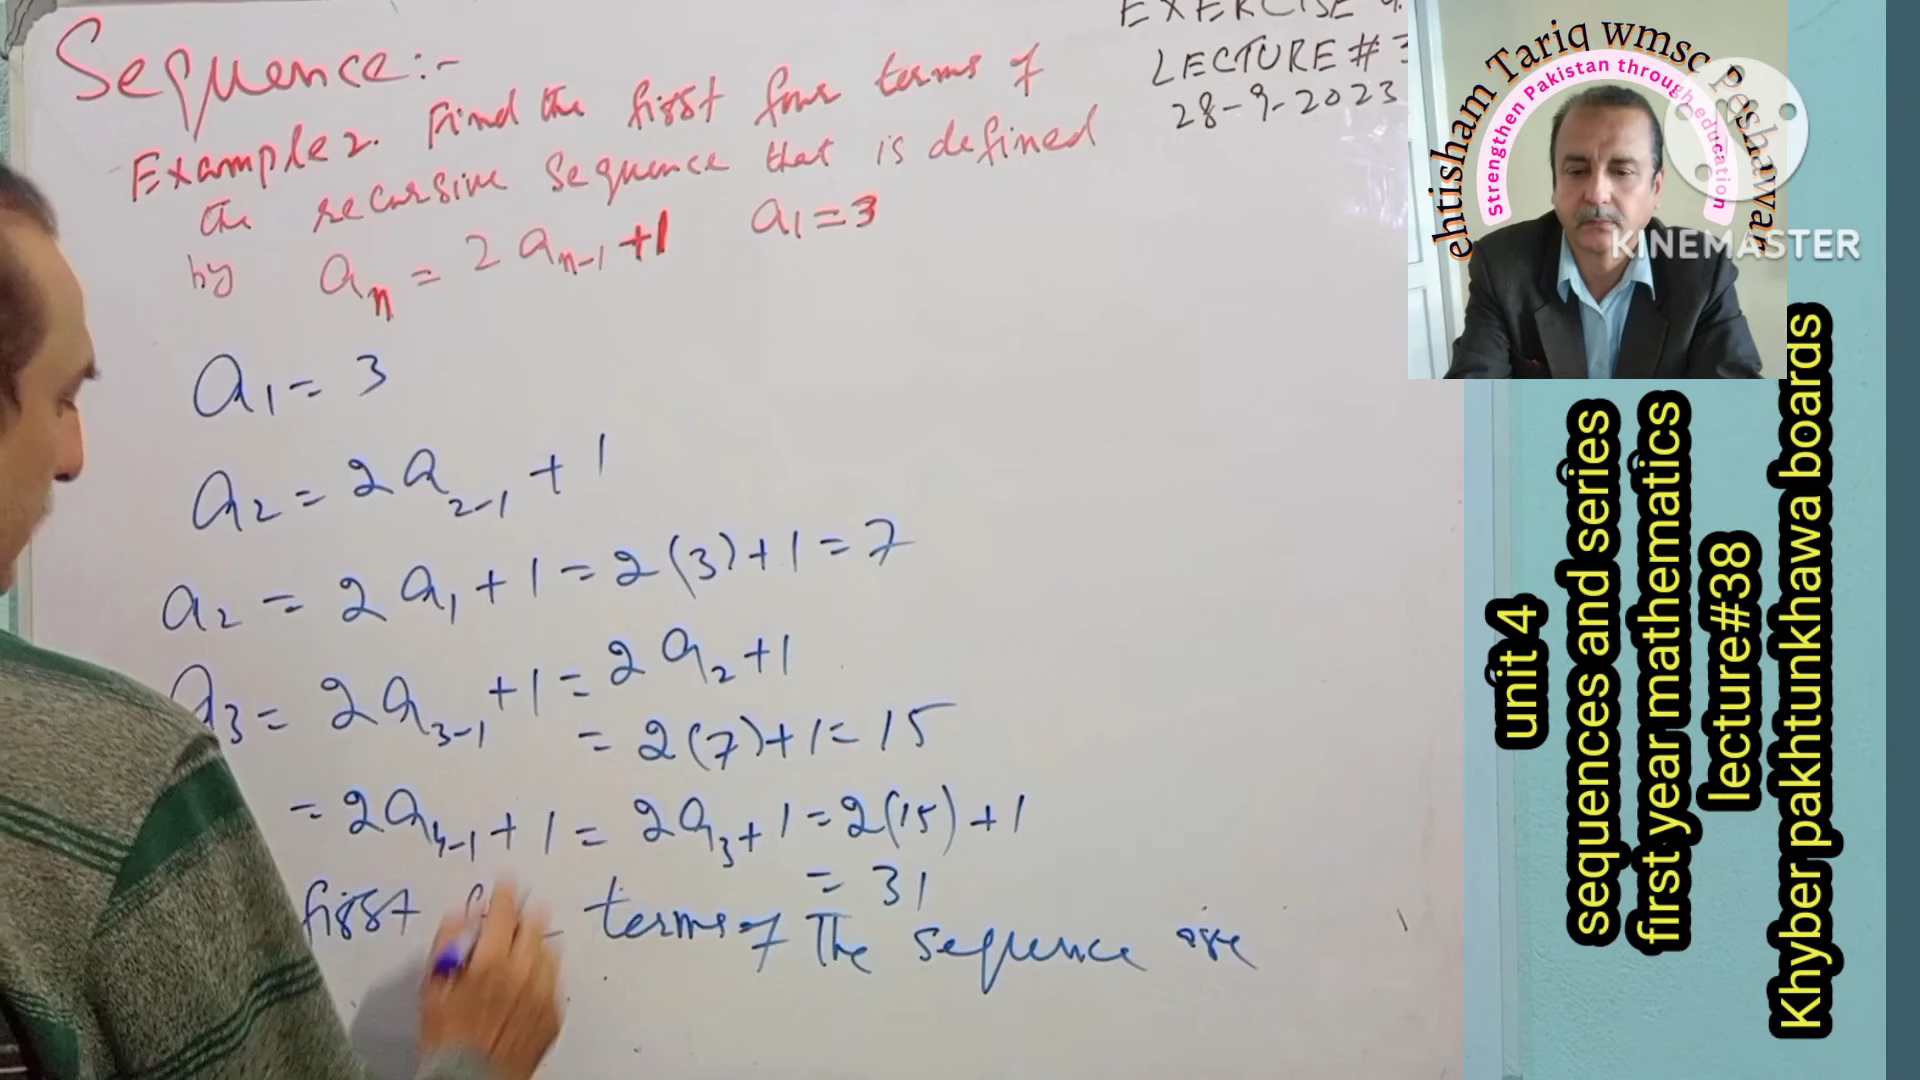 Sequence:-
Example 2. Find the first four terms of
the recursive sequence that is defined
by an = 2 an-1 +1 a1 = 3
a1 = 3
a2 = 2a2-1 + 1
a2 = 2a1 + 1 = 2(3) + 1 = 7
a3 = 2a3-1 + 1 = 2a2 + 1
= 2(7) + 1 = 15
= 2a4-1 + 1 = 2a3 + 1 = 2(15) + 1
= 31
first terms of The sequence are
EXERCISE
LECTURE # 3
28-9-2023
ehtisham Tariq wmsc Peshawar
Strengthen Pakistan through education
KINEMASTER
unit 4
sequences and series
first year mathematics
lecture#38
Khyber pakhtunkhawa boards